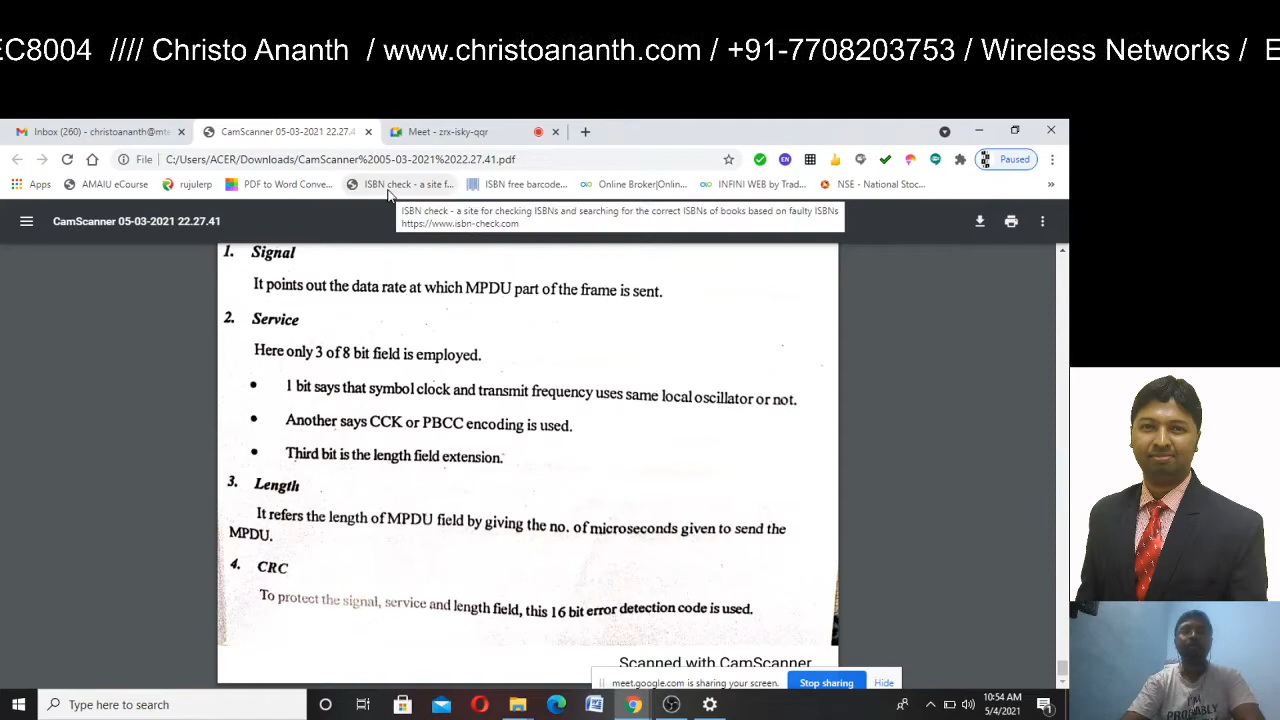 EC8004 //// Christo Ananth / www.christoananth.com / +91-7708203753 / Wireless Networks / E
Inbox (260) - christoananth@mte
CamScanner 05-03-2021 22.27.41
Meet - zrx-isky-qqr
File
C:/Users/ACER/Downloads/CamScanner%2005-03-2021%2022.27.41.pdf
EN
Paused
Apps
AMAIU eCourse
rujulerp
PDF to Word Conve...
ISBN check - a site f...
ISBN free barcode...
Online Broker|Onlin...
INFINI WEB by Trad...
NSE - National Stoc...
»
ISBN check - a site for checking ISBNs and searching for the correct ISBNs of books based on faulty ISBNs
https://www.isbn-check.com
CamScanner 05-03-2021 22.27.41
1. Signal
It points out the data rate at which MPDU part of the frame is sent.
2. Service
Here only 3 of 8 bit field is employed.
• 1 bit says that symbol clock and transmit frequency uses same local oscillator or not.
• Another says CCK or PBCC encoding is used.
• Third bit is the length field extension.
3. Length
It refers the length of MPDU field by giving the no. of microseconds given to send the
MPDU.
4. CRC
To protect the signal, service and length field, this 16 bit error detection code is used.
Scanned with CamScanner
meet.google.com is sharing your screen.
Stop sharing
Hide
I'M
PROBABLY
Type here to search
10:54 AM
5/4/2021
1